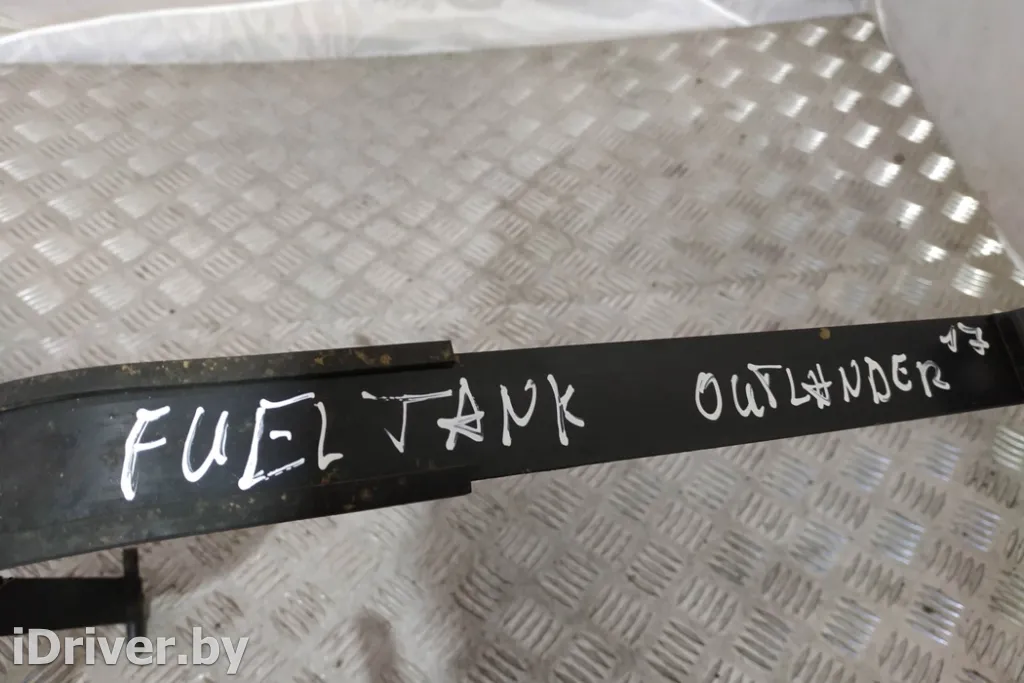 FUEL TANK OUTLANDER 17
iDriver.by